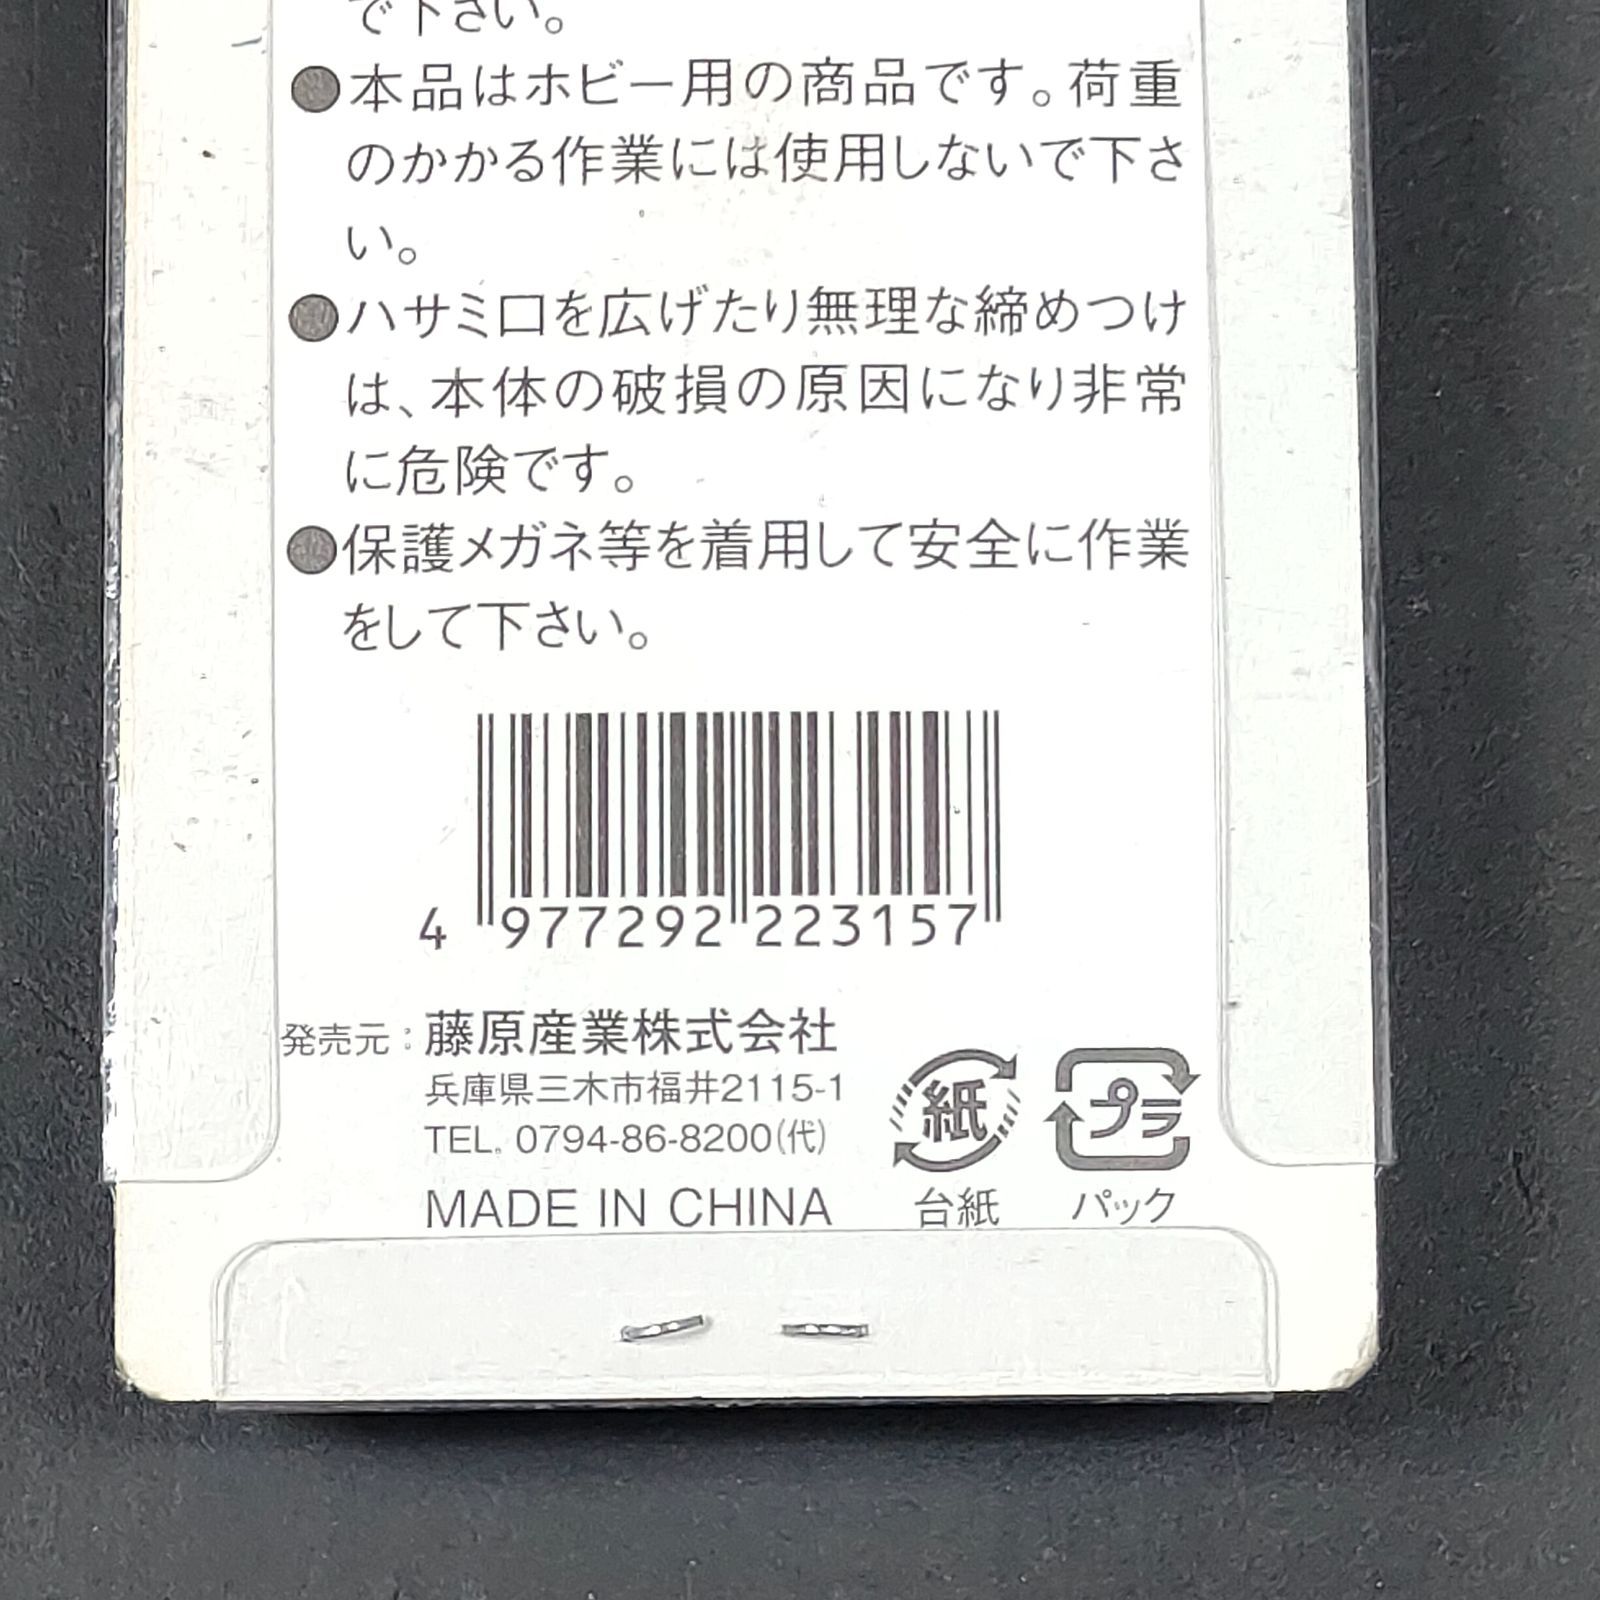 で下さい。
●本品はホビー用の商品です。荷重
のかかる作業には使用しないで下さ
い。
●ハサミ口を広げたり無理な締めつけ
は、本体の破損の原因になり非常
に危険です。
●保護メガネ等を着用して安全に作業
をして下さい。
4 977292 223157
発売元：藤原産業株式会社
兵庫県三木市福井2115-1
TEL. 0794-86-8200(代)
MADE IN CHINA
紙
台紙
プラ
パック